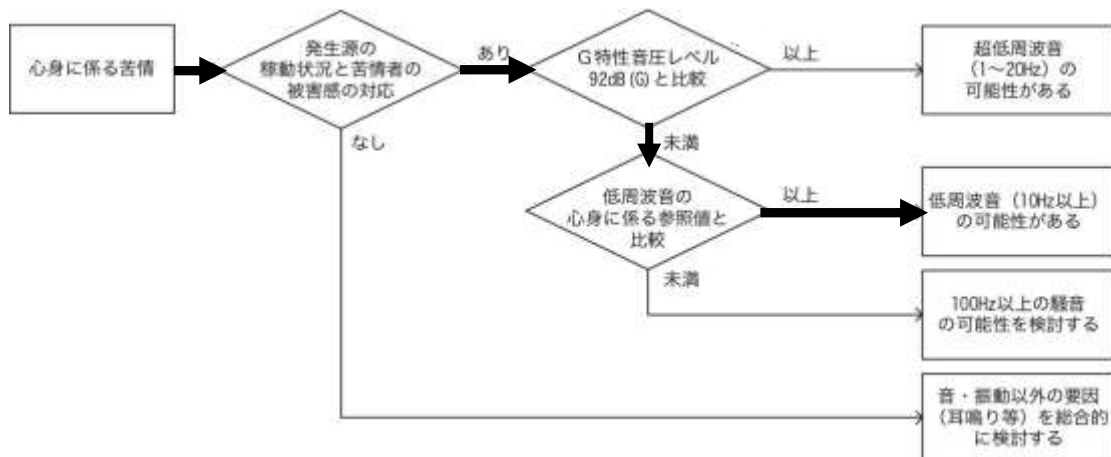 心身に係る苦情
発生源の
稼動状況と苦情者の
被害感の対応
あり
なし
G特性音圧レベル
92dB(G)と比較
以上
未満
超低周波音
(1～20Hz)の
可能性がある
低周波音の
心身に係る参照値と
比較
以上
未満
低周波音(10Hz以上)
の可能性がある
100Hz以上の騒音
の可能性を検討する
音・振動以外の要因
(耳鳴り等)を総合的
に検討する